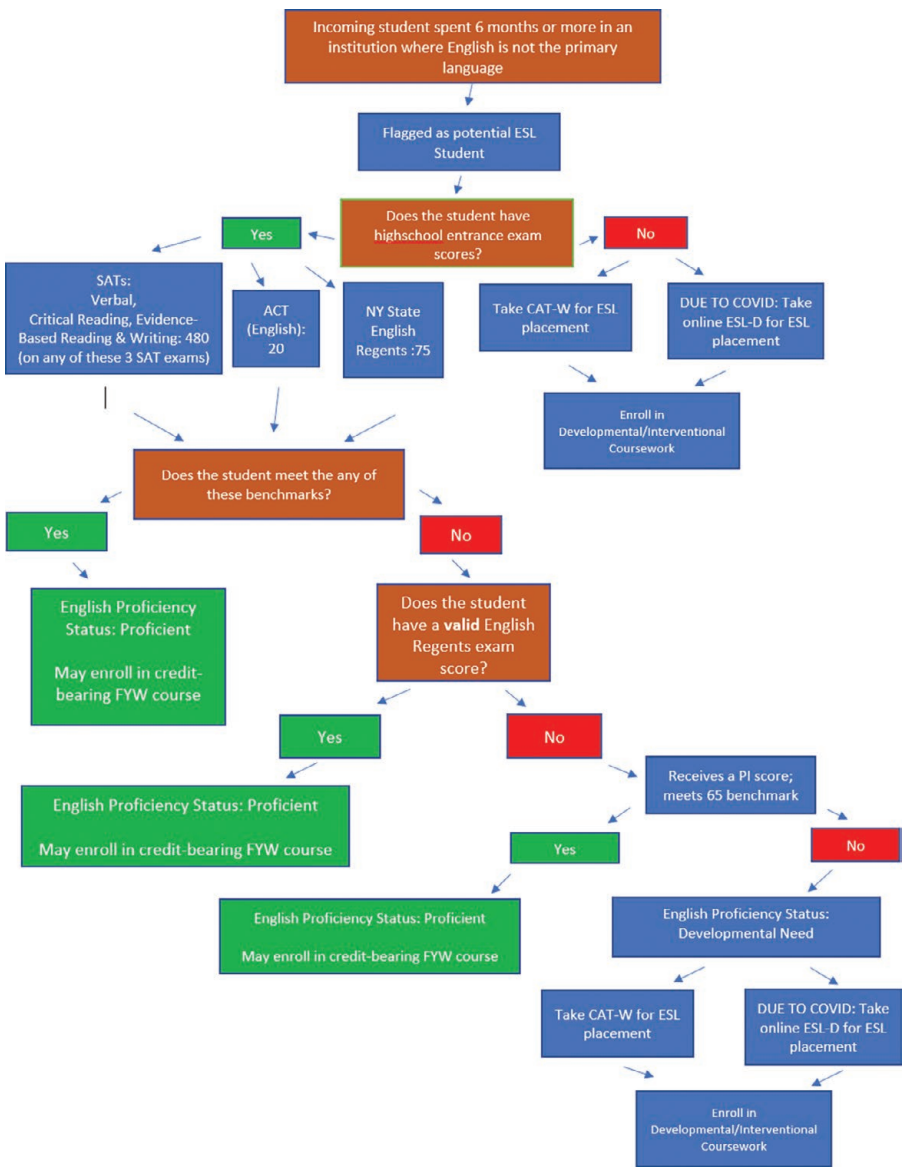 Incoming student spent 6 months or more in an
institution where English is not the primary
language
Flagged as potential ESL
Student
Does the student have
highschool entrance exam
scores?
Yes
No
SATs:
Verbal,
Critical Reading, Evidence-
Based Reading & Writing: 480
(on any of these 3 SAT exams)
ACT
(English):
20
NY State
English
Regents :75
Take CAT-W for ESL
placement
DUE TO COVID: Take
online ESL-D for ESL
placement
Enroll in
Developmental/Interventional
Coursework
Does the student meet the any of
these benchmarks?
Yes
No
English Proficiency
Status: Proficient
May enroll in credit-
bearing FYW course
Does the student
have a valid English
Regents exam
score?
Yes
No
English Proficiency Status: Proficient
May enroll in credit-bearing FYW course
Receives a PI score;
meets 65 benchmark
Yes
No
English Proficiency Status: Proficient
May enroll in credit-bearing FYW course
English Proficiency Status:
Developmental Need
Take CAT-W for ESL
placement
DUE TO COVID: Take
online ESL-D for ESL
placement
Enroll in
Developmental/Interventional
Coursework